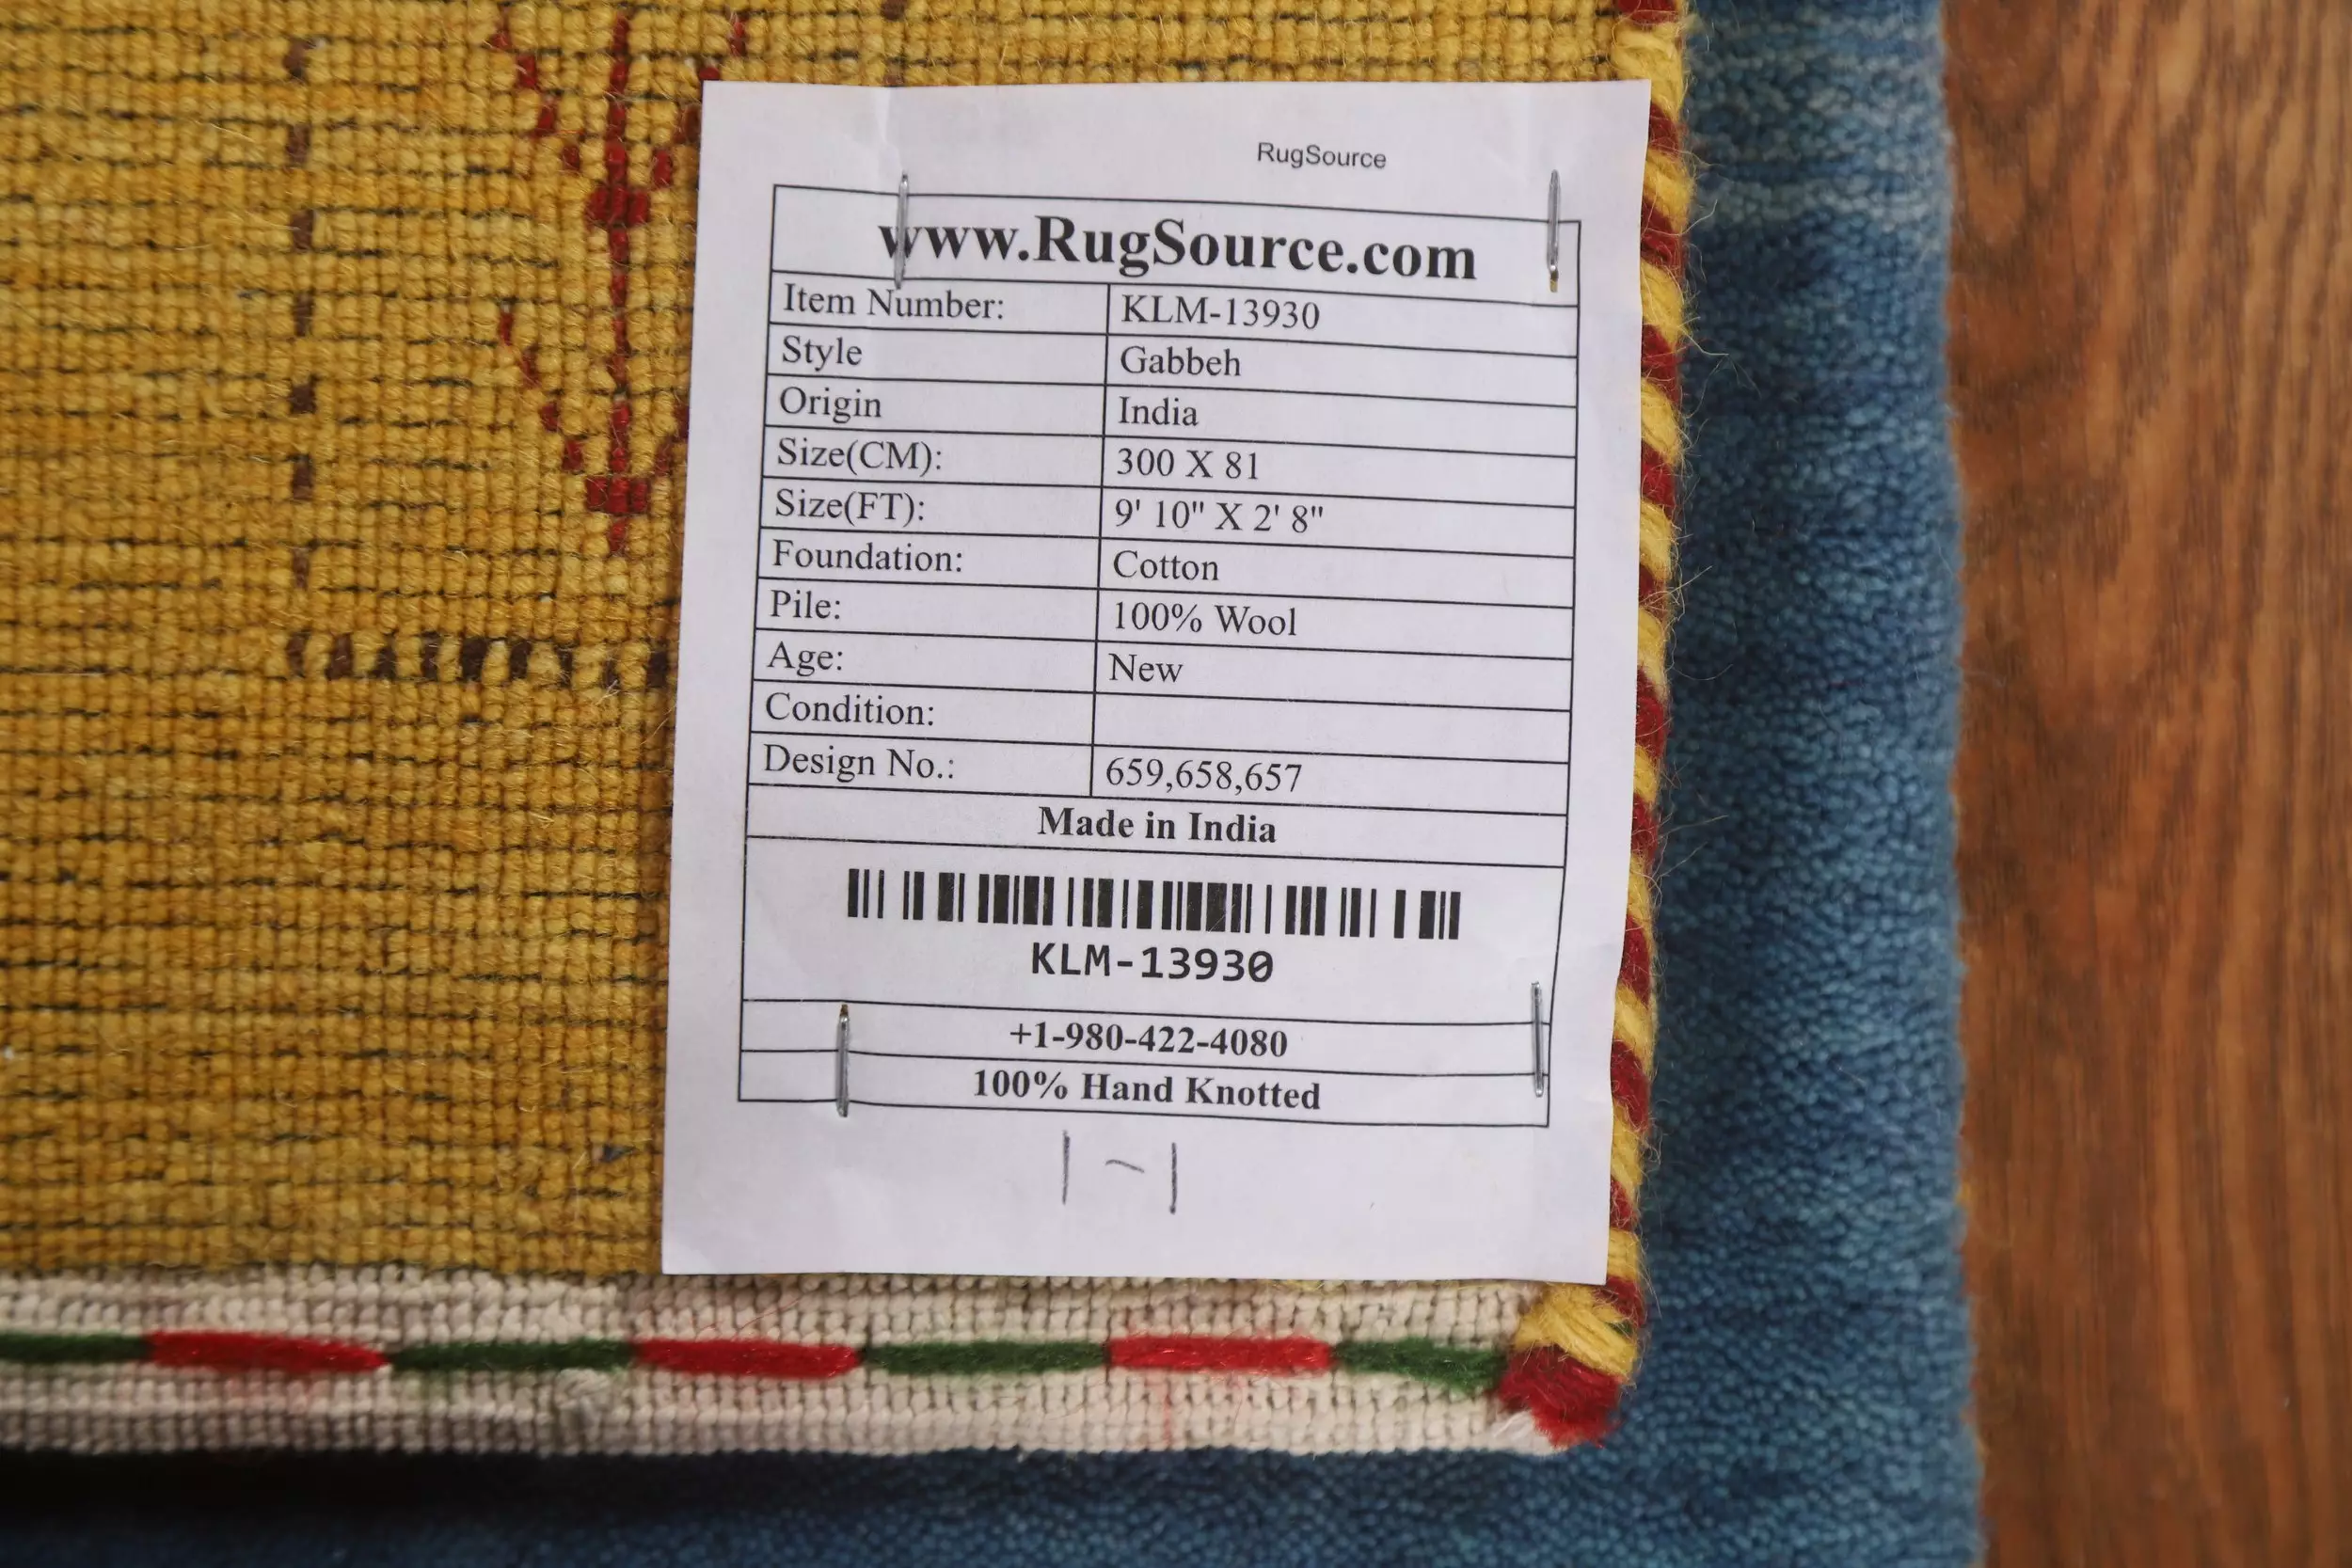 RugSource
www.RugSource.com
Item Number: KLM-13930
Style Gabbeh
Origin India
Size(CM): 300 X 81
Size(FT): 9' 10" X 2' 8"
Foundation: Cotton
Pile: 100% Wool
Age: New
Condition:
Design No.: 659,658,657
Made in India
KLM-13930
+1-980-422-4080
100% Hand Knotted
1-1